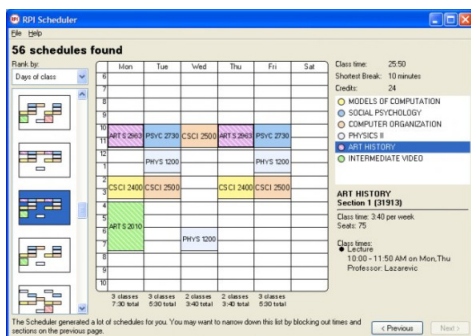 RPI Scheduler
File Help
56 schedules found
Rank by:
Days of class
Mon Tue Wed Thu Fri Sat
6
7
8
9
10
11
12
1
2
3
4
5
6
7
8
9
10
ARTS 2963 PSYC 2730 CSCI 2500 ARTS 2963 PSYC 2730
PHYS 1200 PHYS 1200
CSCI 2400 CSCI 2500 CSCI 2400 CSCI 2500
ARTS 2010
PHYS 1200
3 classes 3 classes 2 classes 2 classes 3 classes
7:30 total 5:30 total 3:40 total 3:40 total 5:30 total
Class time: 25:50
Shortest Break: 10 minutes
Credits: 24
MODELS OF COMPUTATION
SOCIAL PSYCHOLOGY
COMPUTER ORGANIZATION
PHYSICS II
ART HISTORY
INTERMEDIATE VIDEO
ART HISTORY
Section 1 (31913)
Class time: 3:40 per week
Seats: 75
Class times:
Lecture
10:00 - 11:50 AM on Mon,Thu
Professor: Lazarevic
The Scheduler generated a lot of schedules for you. You may want to narrow down this list by blocking out times and
sections on the previous page.
< Previous Next >